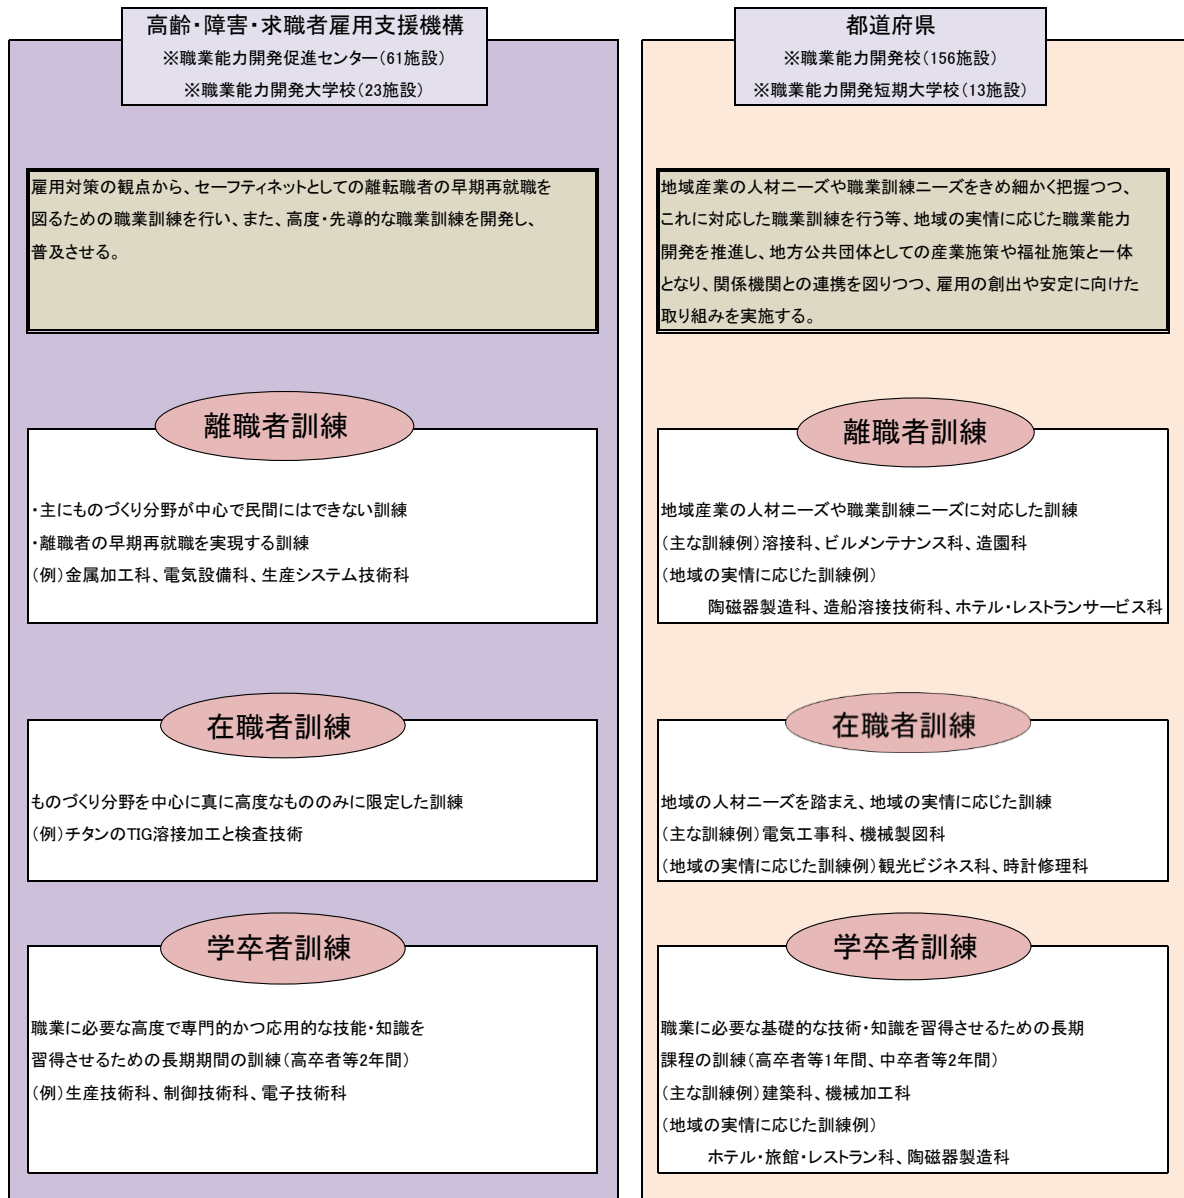 高齢・障害・求職者雇用支援機構
※職業能力開発促進センター（61施設）
※職業能力開発大学校（23施設）
雇用対策の観点から、セーフティネットとしての離転職者の早期再就職を
図るための職業訓練を行い、また、高度・先導的な職業訓練を開発し、
普及させる。
離職者訓練
・主にものづくり分野が中心で民間にはできない訓練
・離職者の早期再就職を実現する訓練
（例）金属加工科、電気設備科、生産システム技術科
在職者訓練
ものづくり分野を中心に真に高度なもののみに限定した訓練
（例）チタンのTIG溶接加工と検査技術
学卒者訓練
職業に必要な高度で専門的かつ応用的な技能・知識を
習得させるための長期期間の訓練（高卒者等2年間）
（例）生産技術科、制御技術科、電子技術科
都道府県
※職業能力開発校（156施設）
※職業能力開発短期大学校（13施設）
地域産業の人材ニーズや職業訓練ニーズをきめ細かく把握つつ、
これに対応した職業訓練を行う等、地域の実情に応じた職業能力
開発を推進し、地方公共団体としての産業施策や福祉施策と一体
となり、関係機関との連携を図りつつ、雇用の創出や安定に向けた
取り組みを実施する。
離職者訓練
地域産業の人材ニーズや職業訓練ニーズに対応した訓練
（主な訓練例）溶接科、ビルメンテナンス科、造園科
（地域の実情に応じた訓練例）
陶磁器製造科、造船溶接技術科、ホテル・レストランサービス科
在職者訓練
地域の人材ニーズを踏まえ、地域の実情に応じた訓練
（主な訓練例）電気工事科、機械製図科
（地域の実情に応じた訓練例）観光ビジネス科、時計修理科
学卒者訓練
職業に必要な基礎的な技術・知識を習得させるための長期
課程の訓練（高卒者等1年間、中卒者等2年間）
（主な訓練例）建築科、機械加工科
（地域の実情に応じた訓練例）
ホテル・旅館・レストラン科、陶磁器製造科